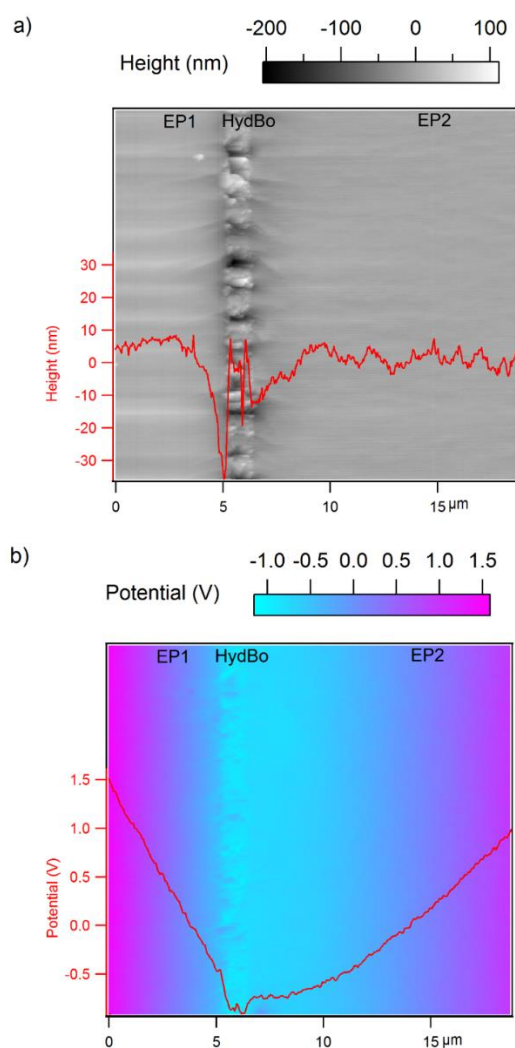 a)
-200 -100 0 100
Height (nm)
EP1 HydBo EP2
30
20
10
0
-10
-20
-30
Height (nm)
0 5 10 15 µm
b)
-1.0 -0.5 0.0 0.5 1.0 1.5
Potential (V)
EP1 HydBo EP2
1.5
1.0
0.5
0.0
-0.5
Potential (V)
0 5 10 15 µm